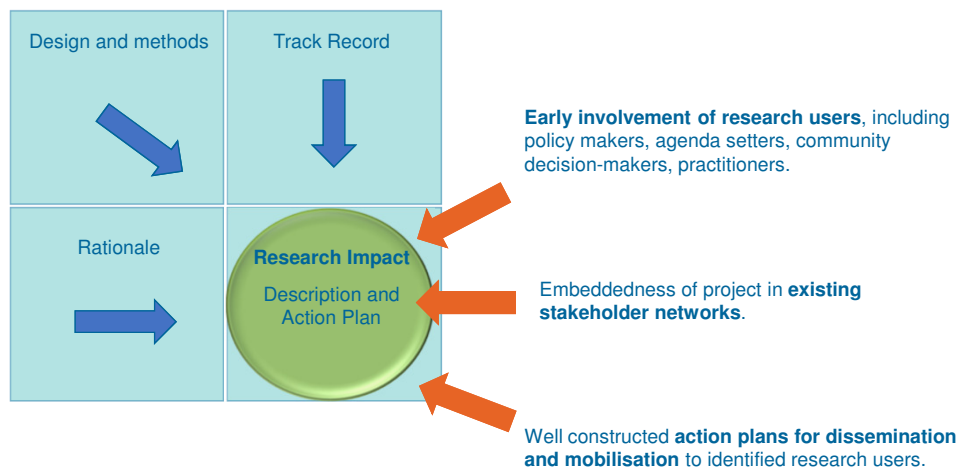 Design and methods
Track Record
Early involvement of research users, including
policy makers, agenda setters, community
decision-makers, practitioners.
Rationale
Research Impact
Description and
Action Plan
Embeddedness of project in existing
stakeholder networks.
Well constructed action plans for dissemination
and mobilisation to identified research users.